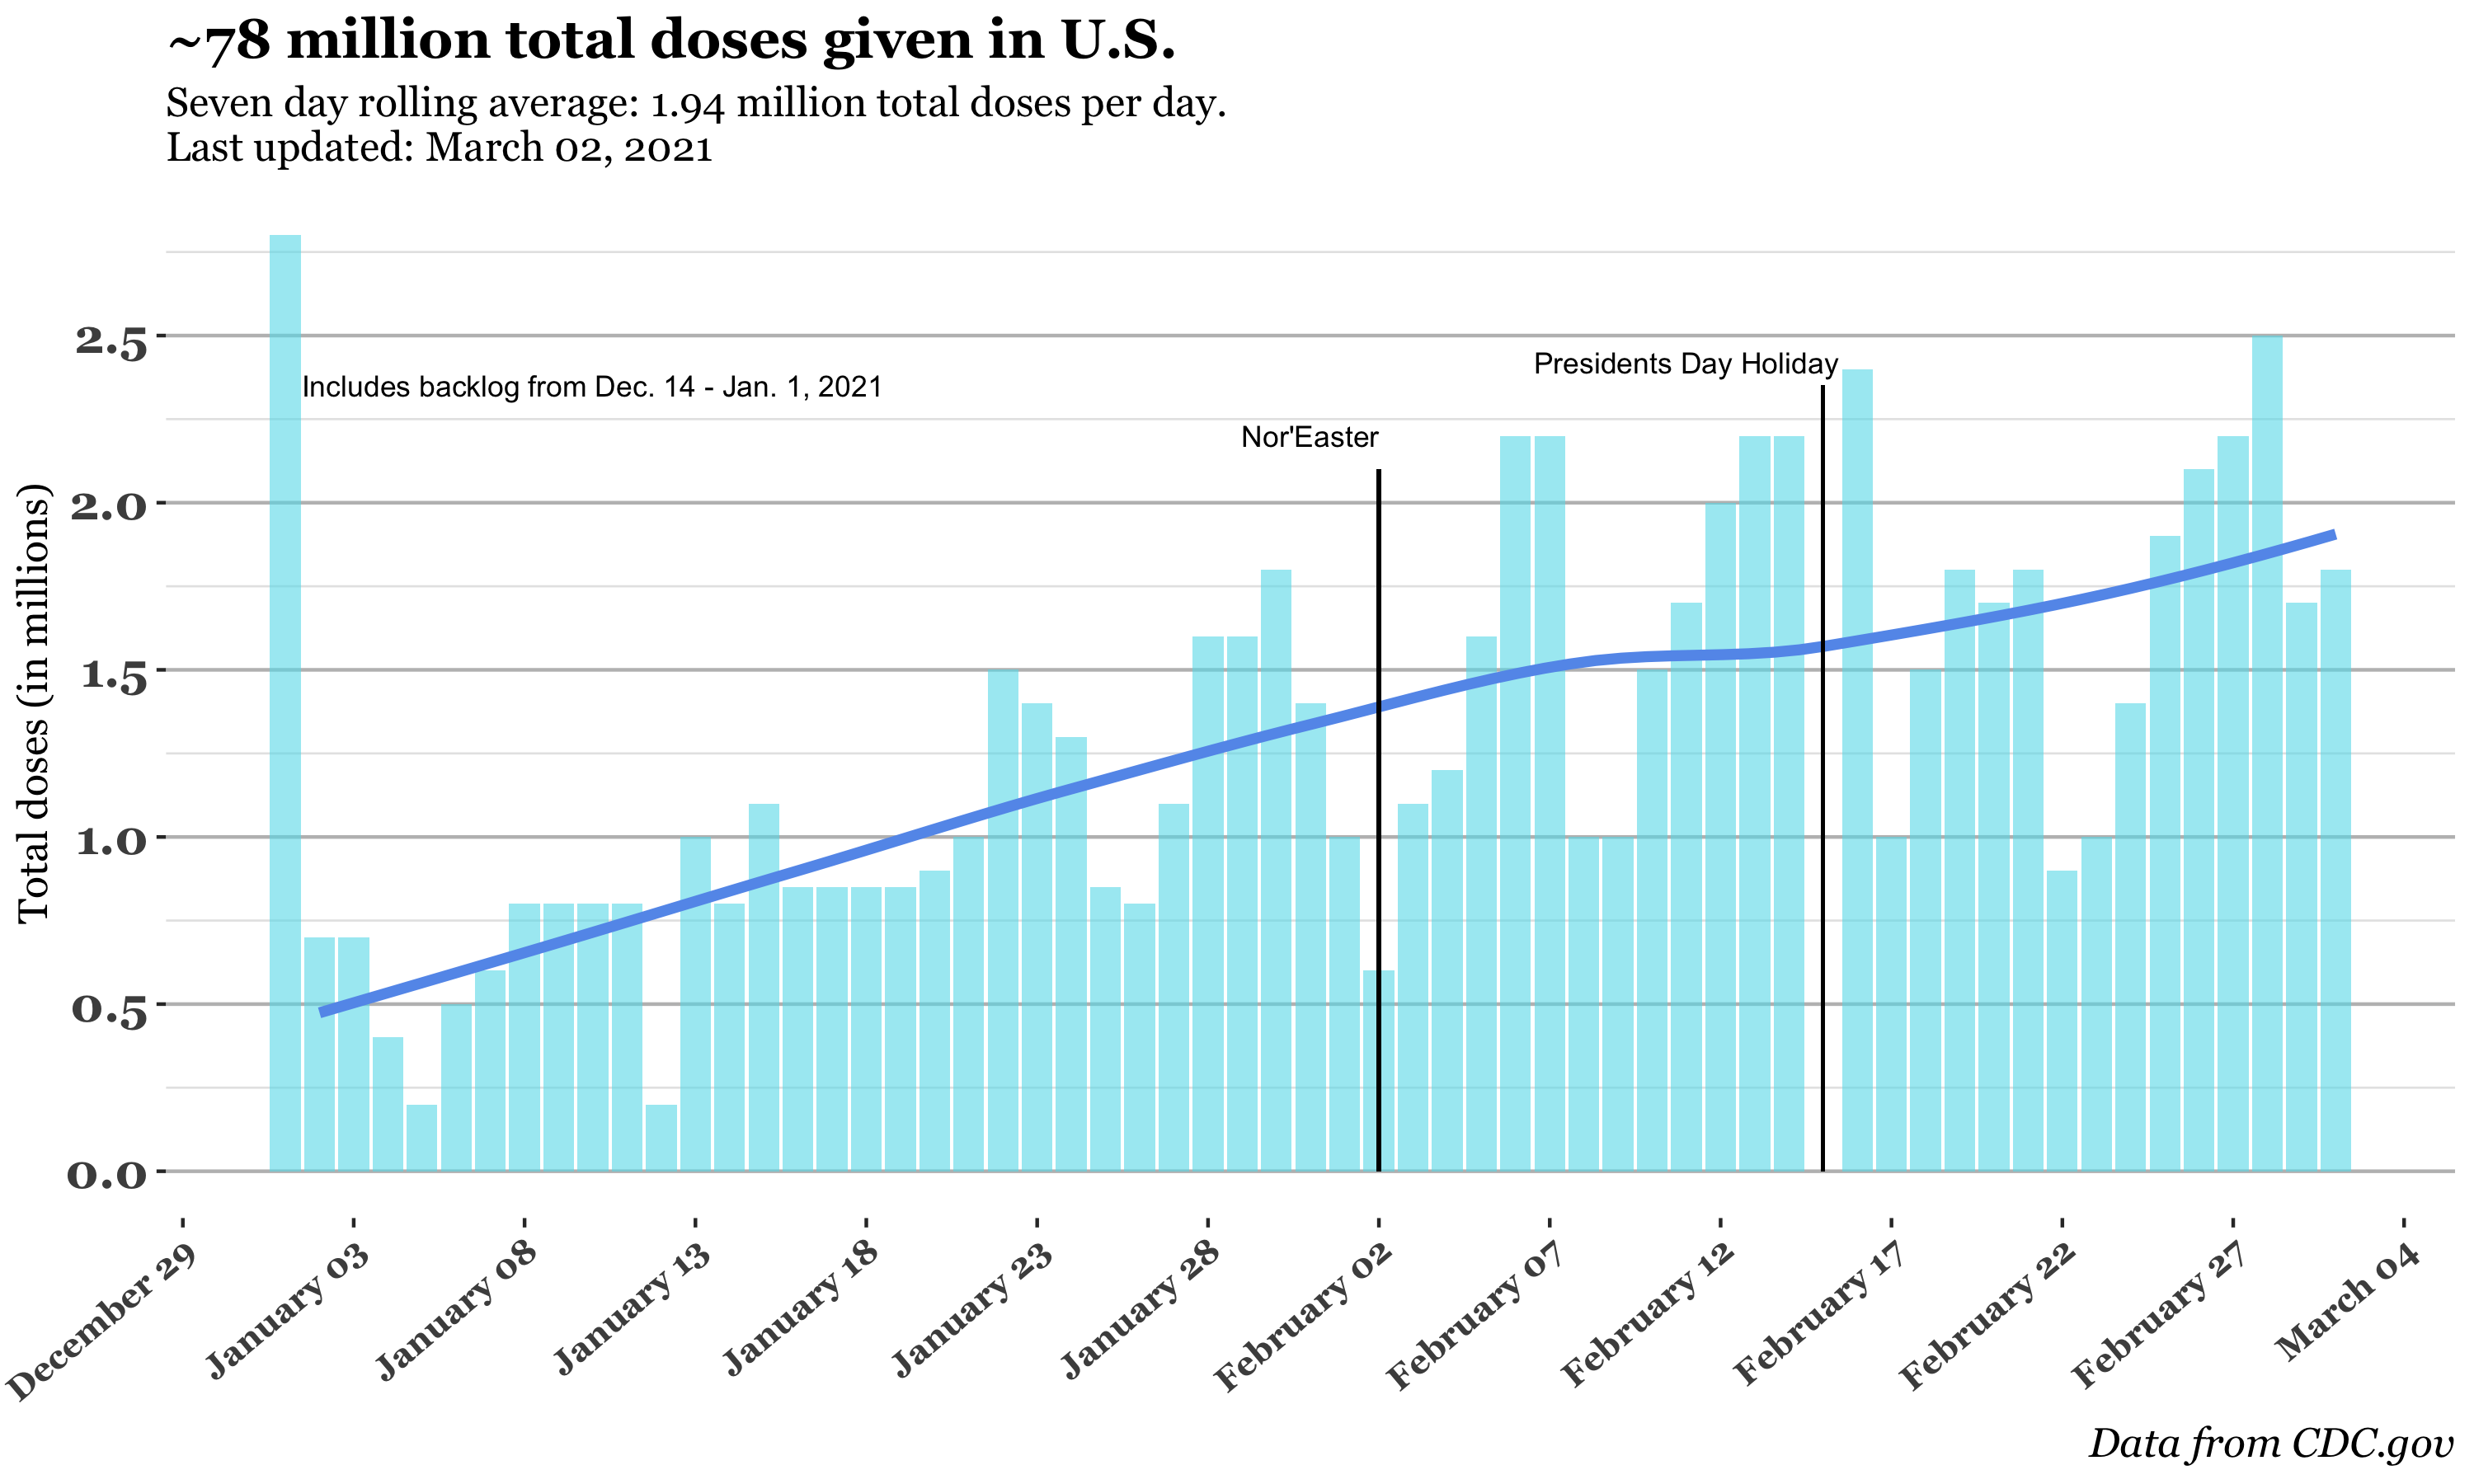 ~78 million total doses given in U.S.
Seven day rolling average: 1.94 million total doses per day.
Last updated: March 02, 2021
Total doses (in millions)
2.5
2.0
1.5
1.0
0.5
0.0
Includes backlog from Dec. 14 - Jan. 1, 2021
Nor'Easter
Presidents Day Holiday
December 29
January 03
January 08
January 13
January 18
January 23
January 28
February 02
February 07
February 12
February 17
February 22
February 27
March 04
Data from CDC.gov